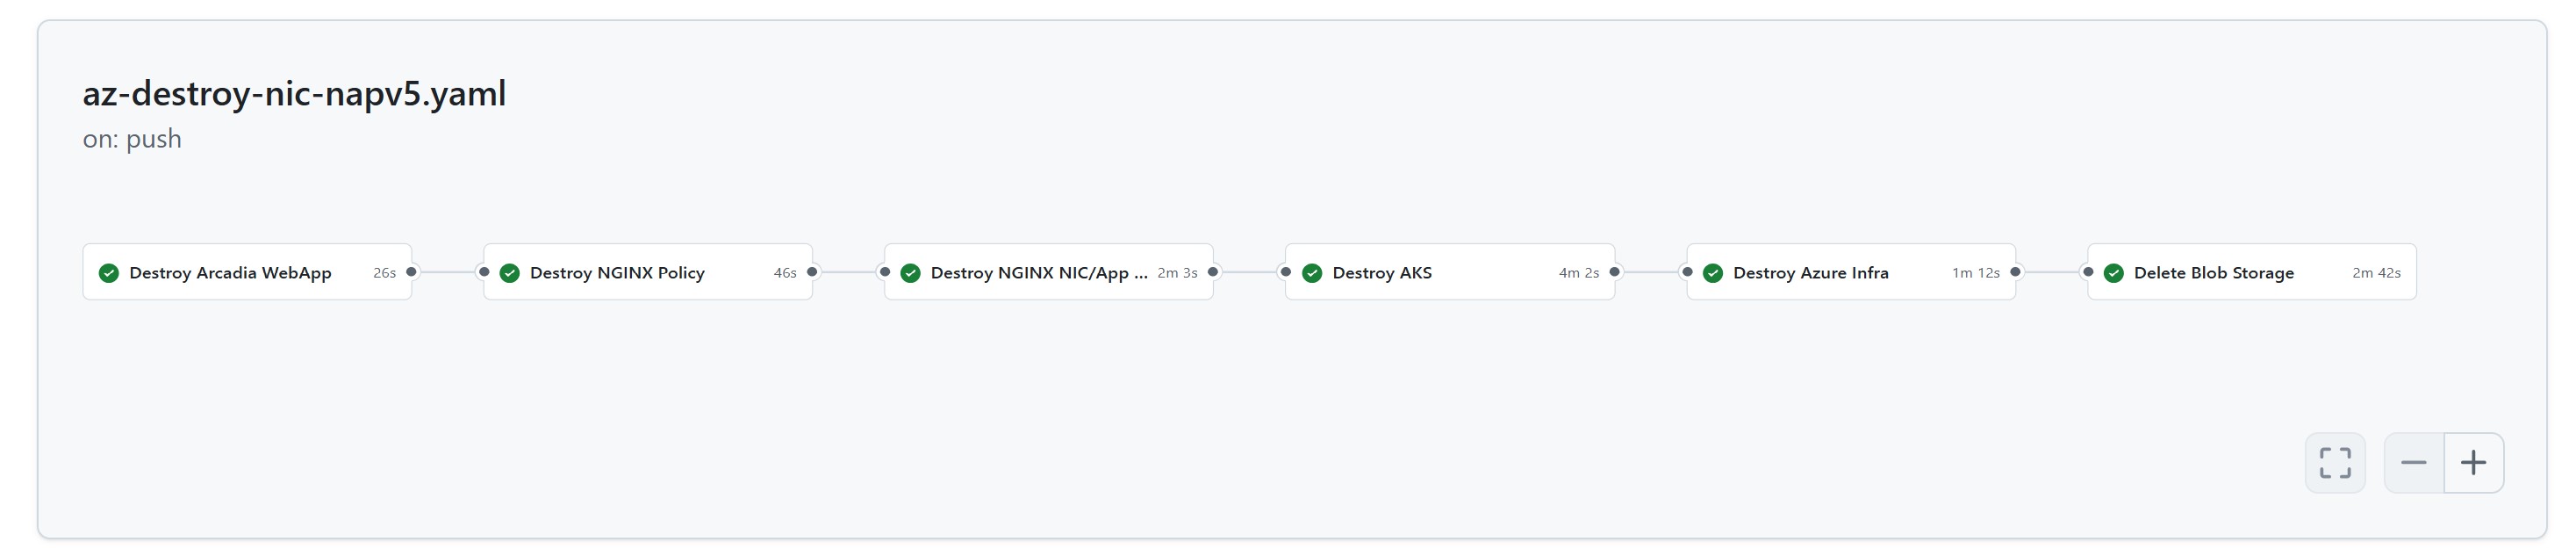 az-destroy-nic-napv5.yaml
on: push
Destroy Arcadia WebApp 26s
Destroy NGINX Policy 46s
Destroy NGINX NIC/App ... 2m 3s
Destroy AKS 4m 2s
Destroy Azure Infra 1m 12s
Delete Blob Storage 2m 42s